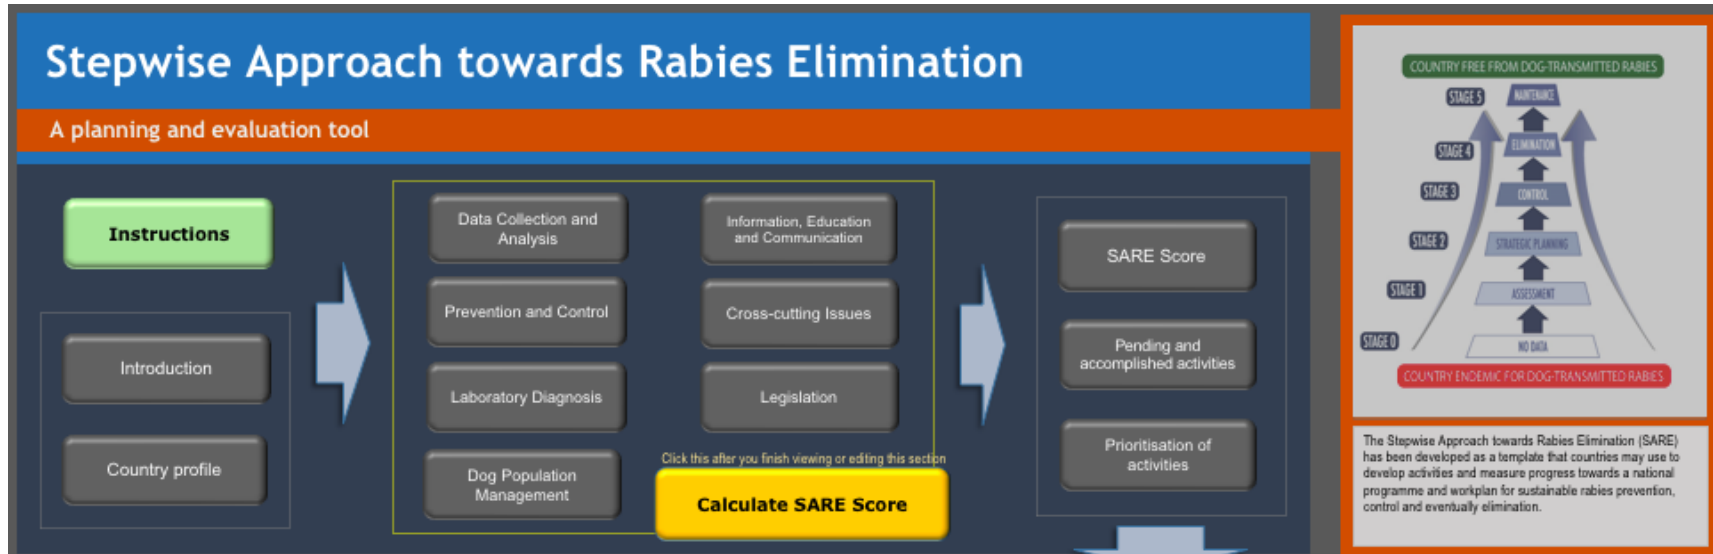 Stepwise Approach towards Rabies Elimination
A planning and evaluation tool
Instructions
Introduction
Country profile
Data Collection and
Analysis
Prevention and Control
Laboratory Diagnosis
Dog Population
Management
Information, Education
and Communication
Cross-cutting Issues
Legislation
Click this after you finish viewing or editing this section
Calculate SARE Score
SARE Score
Pending and
accomplished activities
Prioritisation of
activities
COUNTRY FREE FROM DOG-TRANSMITTED RABIES
STAGE 5
MAINTENANCE
STAGE 4
ELIMINATION
STAGE 3
CONTROL
STAGE 2
STRATEGIC PLANNING
STAGE 1
ASSESSMENT
STAGE 0
NO DATA
COUNTRY ENDEMIC FOR DOG-TRANSMITTED RABIES
The Stepwise Approach towards Rabies Elimination (SARE)
has been developed as a template that countries may use to
develop activities and measure progress towards a national
programme and workplan for sustainable rabies prevention,
control and eventually elimination.